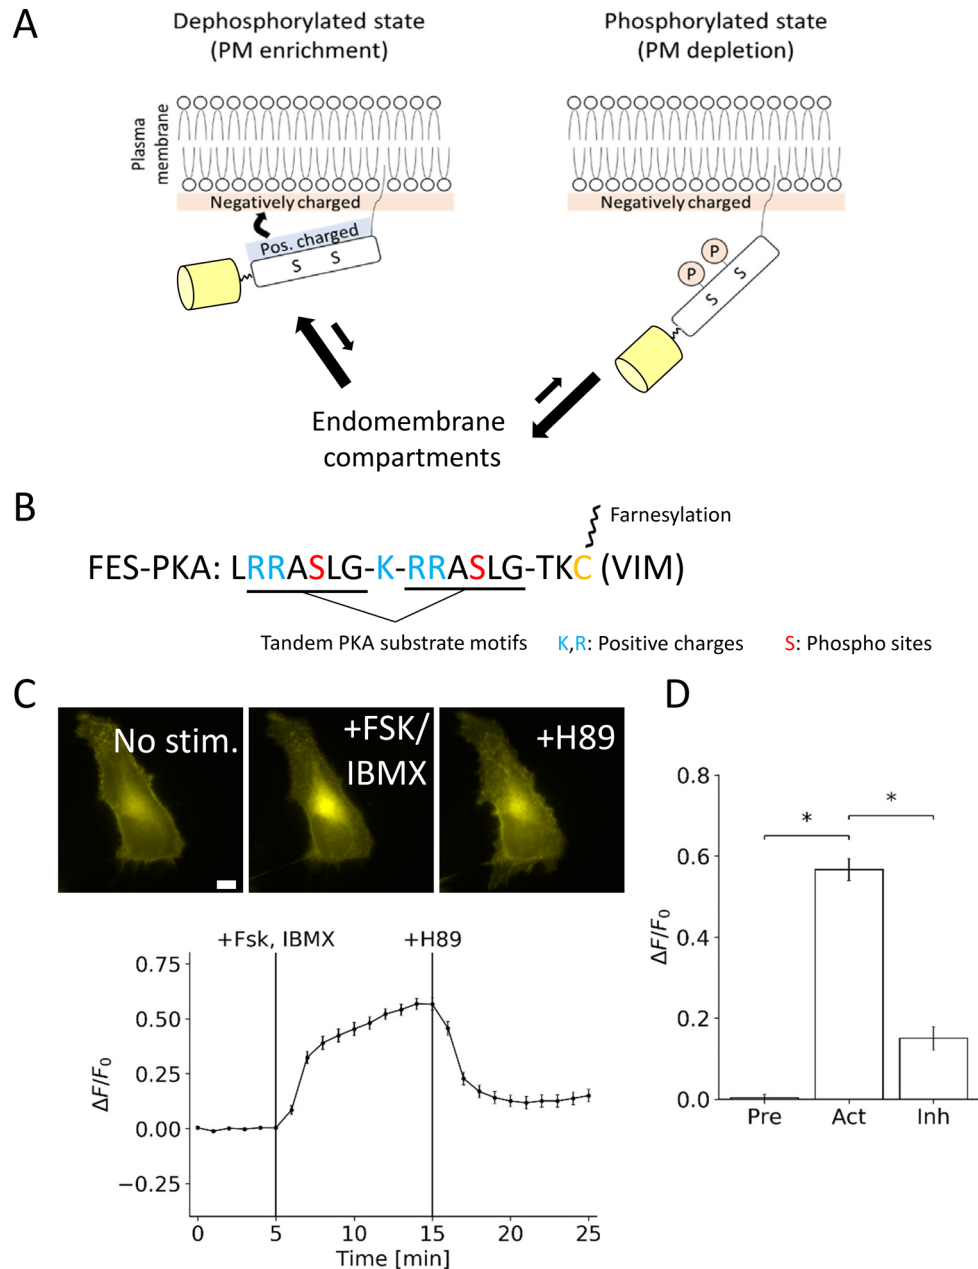 A
Dephosphorylated state
(PM enrichment)
Phosphorylated state
(PM depletion)
Plasma
membrane
Negatively charged
Pos. charged
S S
Negatively charged
P
P
S
S
Endomembrane
compartments
B
Farnesylation
FES-PKA: LRRASLG-K-RRASLG-TKC (VIM)
Tandem PKA substrate motifs
K,R: Positive charges
S: Phospho sites
C
No stim.
+FSK/
IBMX
+H89
+Fsk, IBMX
+H89
ΔF/F0
0.75
0.50
0.25
0.00
−0.25
0 5 10 15 20 25
Time [min]
D
ΔF/F0
0.8
0.6
0.4
0.2
0.0
*
*
Pre Act Inh